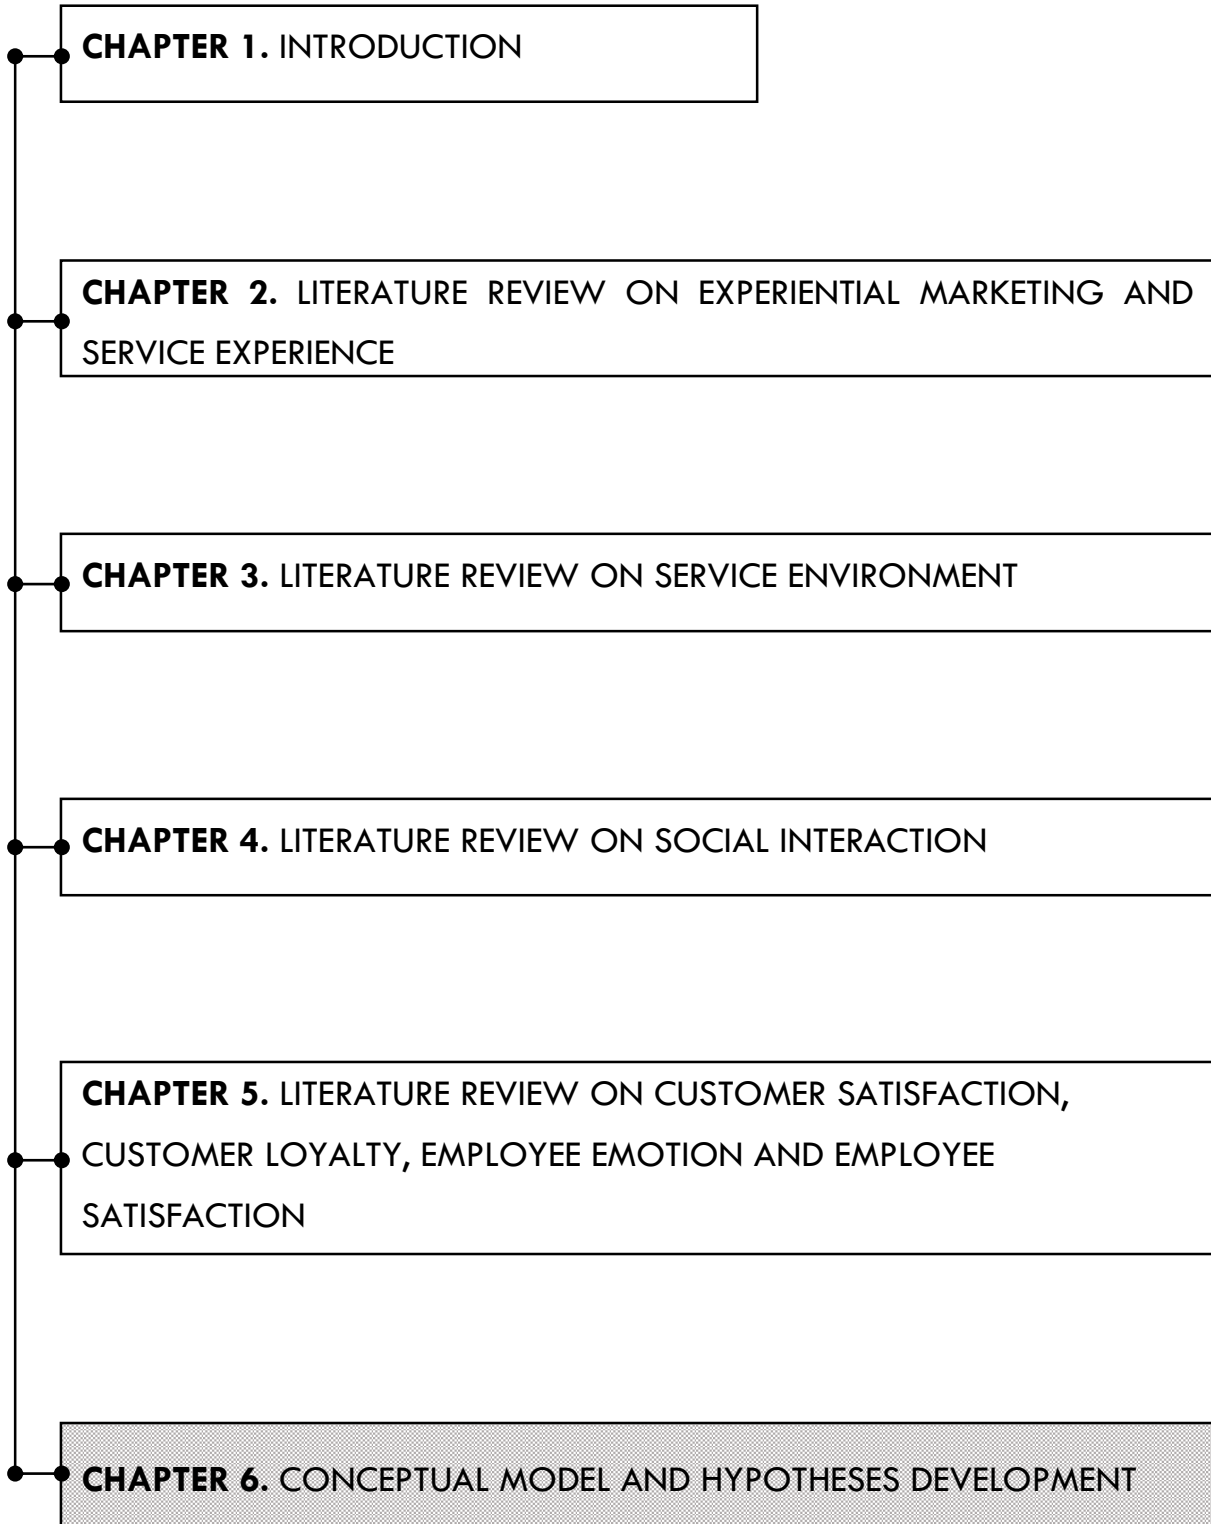 CHAPTER 1. INTRODUCTION
CHAPTER 2. LITERATURE REVIEW ON EXPERIENTIAL MARKETING AND
SERVICE EXPERIENCE
CHAPTER 3. LITERATURE REVIEW ON SERVICE ENVIRONMENT
CHAPTER 4. LITERATURE REVIEW ON SOCIAL INTERACTION
CHAPTER 5. LITERATURE REVIEW ON CUSTOMER SATISFACTION,
CUSTOMER LOYALTY, EMPLOYEE EMOTION AND EMPLOYEE
SATISFACTION
CHAPTER 6. CONCEPTUAL MODEL AND HYPOTHESES DEVELOPMENT